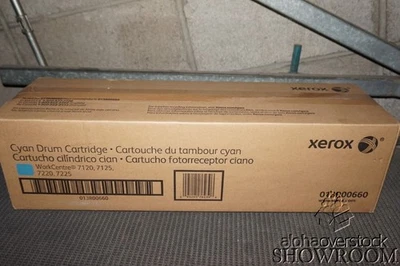 Cyan Drum Cartridge • Cartouche du tambour cyan
Cartucho cilíndrico cian • Cartucho fotorreceptor ciano
WorkCentre® 7120, 7125,
7220, 7225
013R00660
xerox
013R00660
alphaoverstock
SHOWROOM